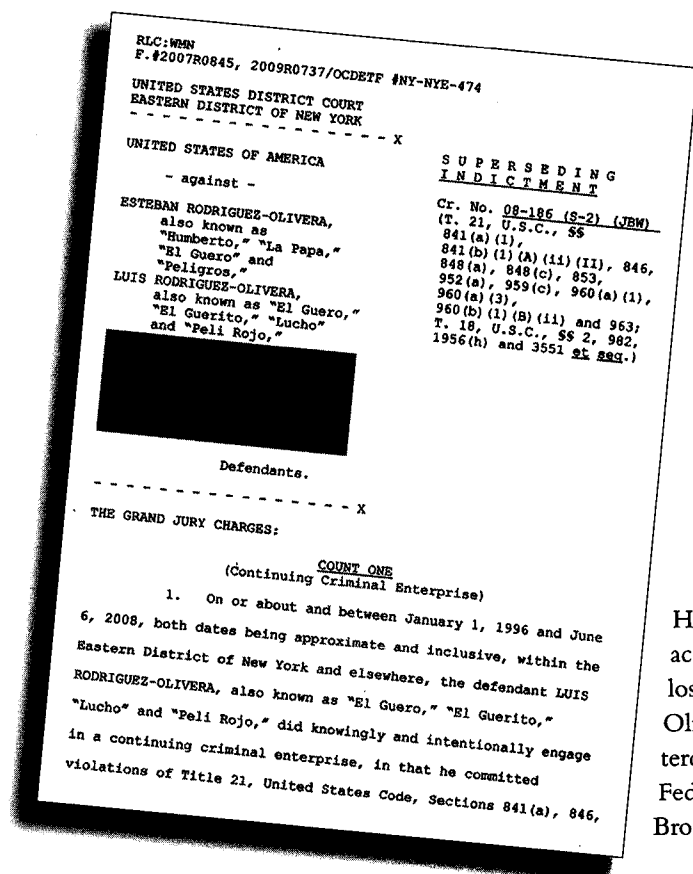 RLC:WMN
F.#2007R0845, 2009R0737/OCDETF #NY-NYE-474
UNITED STATES DISTRICT COURT
EASTERN DISTRICT OF NEW YORK
- - - - - - - - - - - - - - - - X
UNITED STATES OF AMERICA
- against -
ESTEBAN RODRIGUEZ-OLIVERA,
also known as
"Humberto," "La Papa,"
"El Guero" and
"Peligros,"
LUIS RODRIGUEZ-OLIVERA,
also known as "El Guero,"
"El Guerito," "Lucho"
and "Peli Rojo,"
Defendants.
- - - - - - - - - - - - - - - - X
S U P E R S E D I N G
I N D I C T M E N T
Cr. No. 08-186 (S-2) (JBW)
(T. 21, U.S.C., §§
841(a)(1),
841(b)(1)(A)(ii)(II), 846,
848(a), 848(c), 853,
952(a), 959(c), 960(a)(1),
960(a)(3),
960(b)(1)(B)(ii) and 963;
T. 18, U.S.C., §§ 2, 982,
1956(h) and 3551 et seq.)
THE GRAND JURY CHARGES:
COUNT ONE
(Continuing Criminal Enterprise)
1. On or about and between January 1, 1996 and June
6, 2008, both dates being approximate and inclusive, within the
Eastern District of New York and elsewhere, the defendant LUIS
RODRIGUEZ-OLIVERA, also known as "El Guero," "El Guerito,"
"Lucho" and "Peli Rojo," did knowingly and intentionally engage
in a continuing criminal enterprise, in that he committed
violations of Title 21, United States Code, Sections 841(a), 846,
H
ac
los
Oli
Fed
Bro